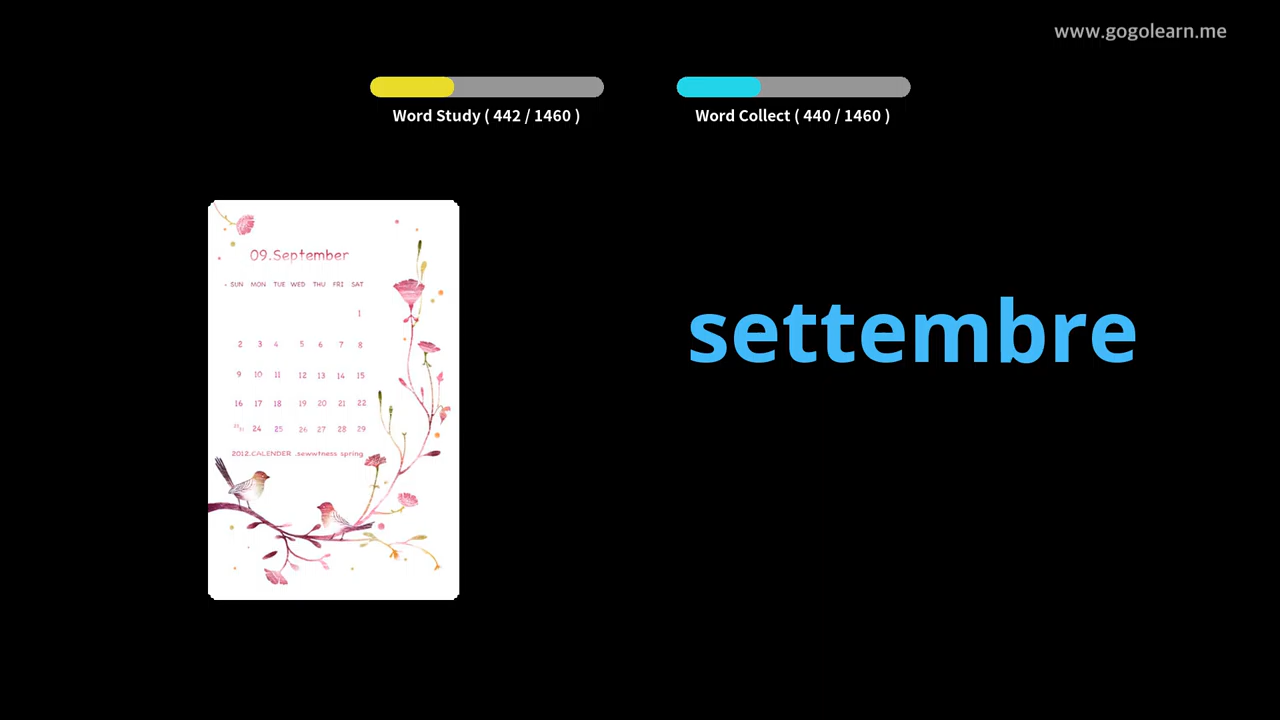 www.gogolearn.me
Word Study ( 442 / 1460 )
Word Collect ( 440 / 1460 )
09.September
SUN MON TUE WED THU FRI SAT
1
2 3 4 5 6 7 8
9 10 11 12 13 14 15
16 17 18 19 20 21 22
24 25 26 27 28 29
2012.CALENDER .sewwtness spring
settembre